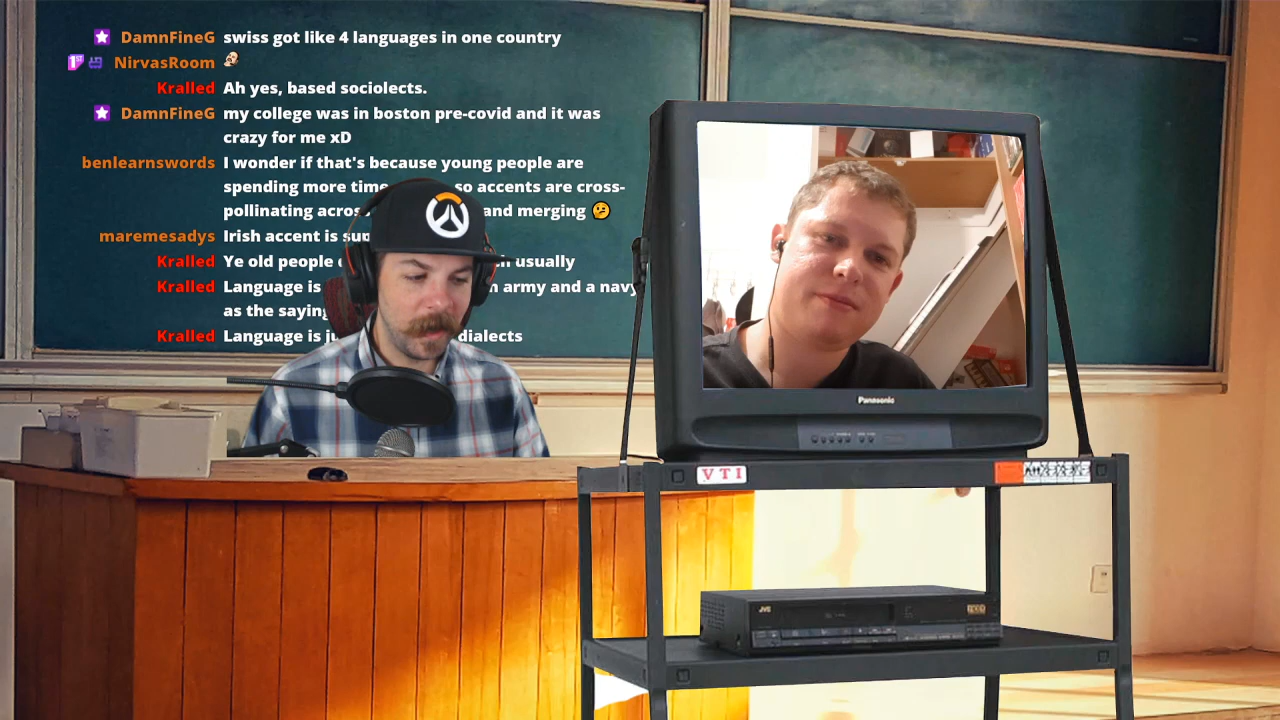 DamnFineG swiss got like 4 languages in one country
NirvasRoom
Kralled Ah yes, based sociolects.
DamnFineG my college was in boston pre-covid and it was
crazy for me xD
benlearnswords I wonder if that's because young people are
spending more time so accents are cross-
pollinating and merging 🤔
maremesadys Irish accent is
Kralled Ye old people usually
Kralled Language is army and a navy
as the saying
Kralled Language is dialects
Panasonic
VTI
JVC